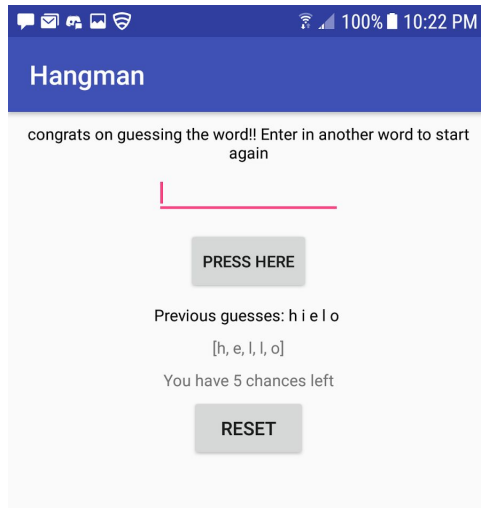 100% 10:22 PM
Hangman
congrats on guessing the word!! Enter in another word to start
again
PRESS HERE
Previous guesses: h i e l o
[h, e, l, l, o]
You have 5 chances left
RESET